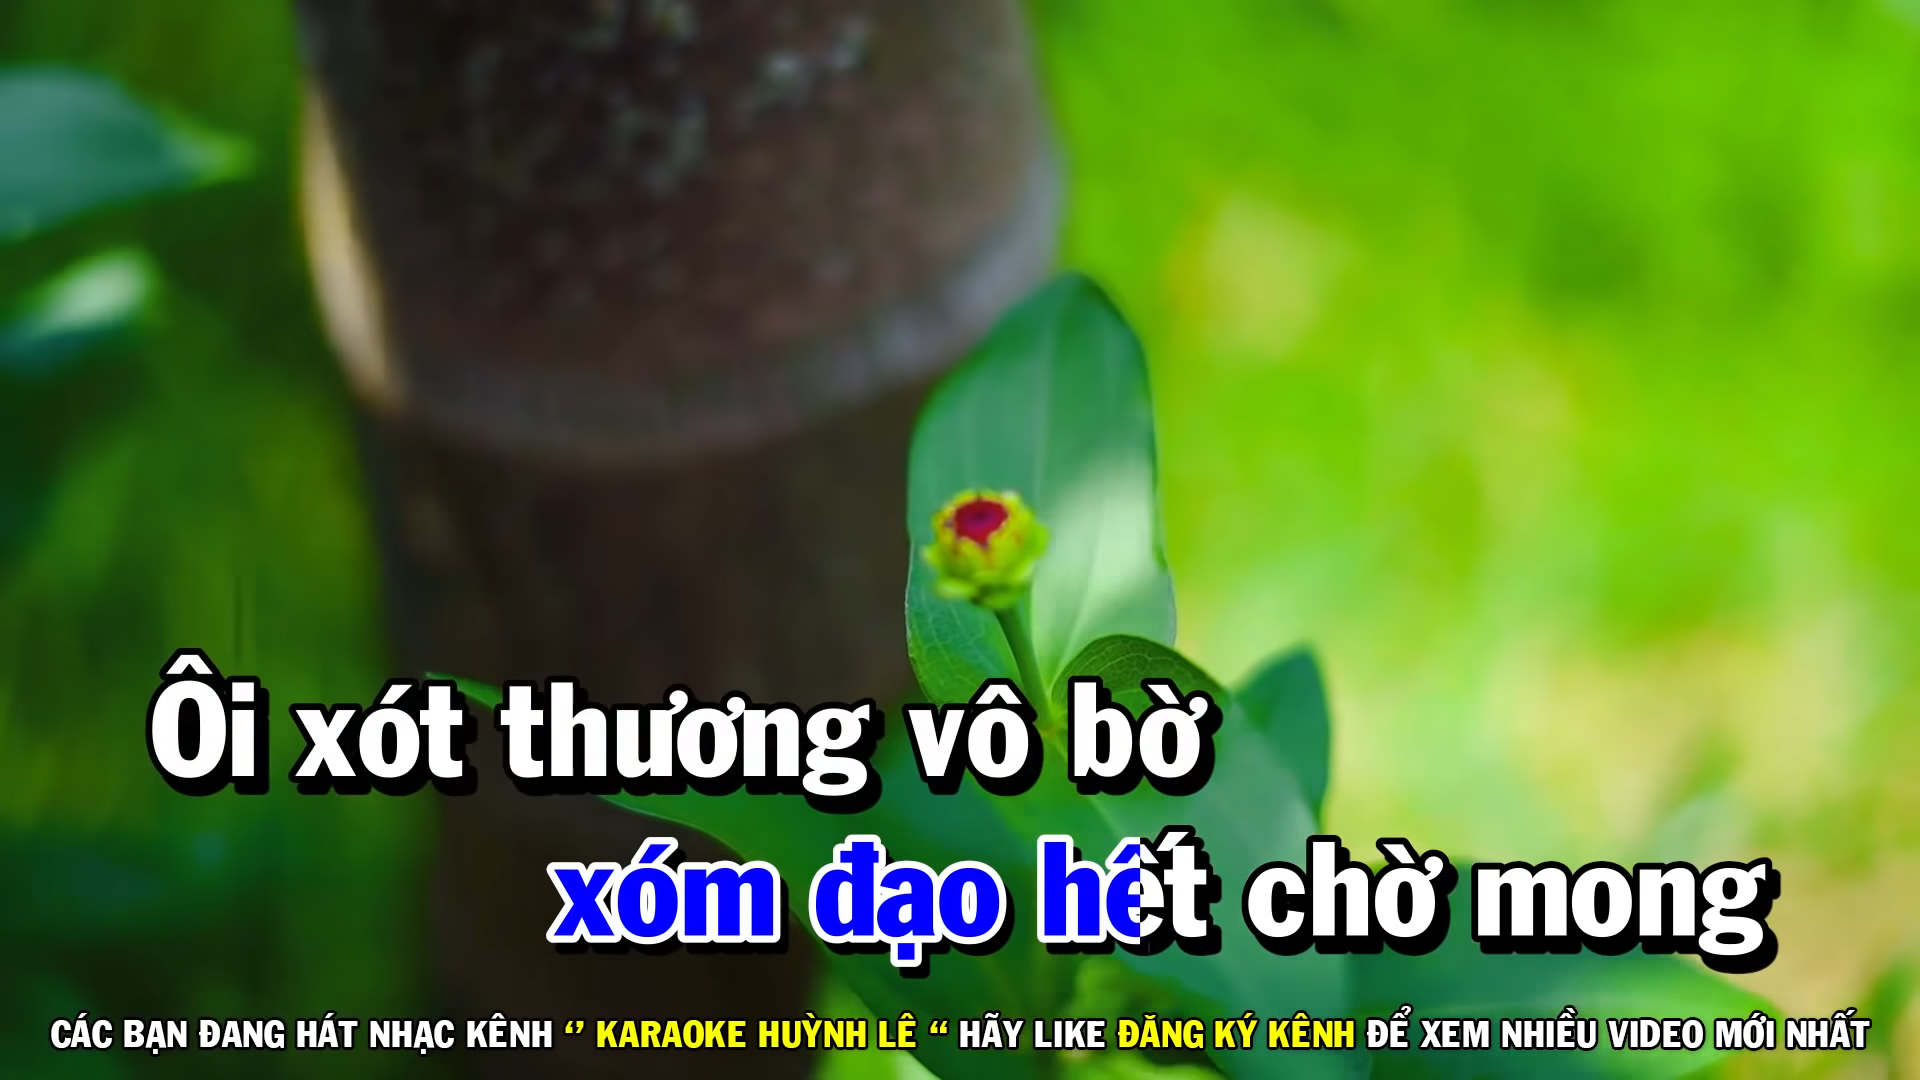 Ôi xót thương vô bờ
xóm đạo hết chờ mong
CÁC BẠN ĐANG HÁT NHẠC KÊNH ‘’ KARAOKE HUỲNH LÊ “ HÃY LIKE ĐĂNG KÝ KÊNH ĐỂ XEM NHIỀU VIDEO MỚI NHẤT